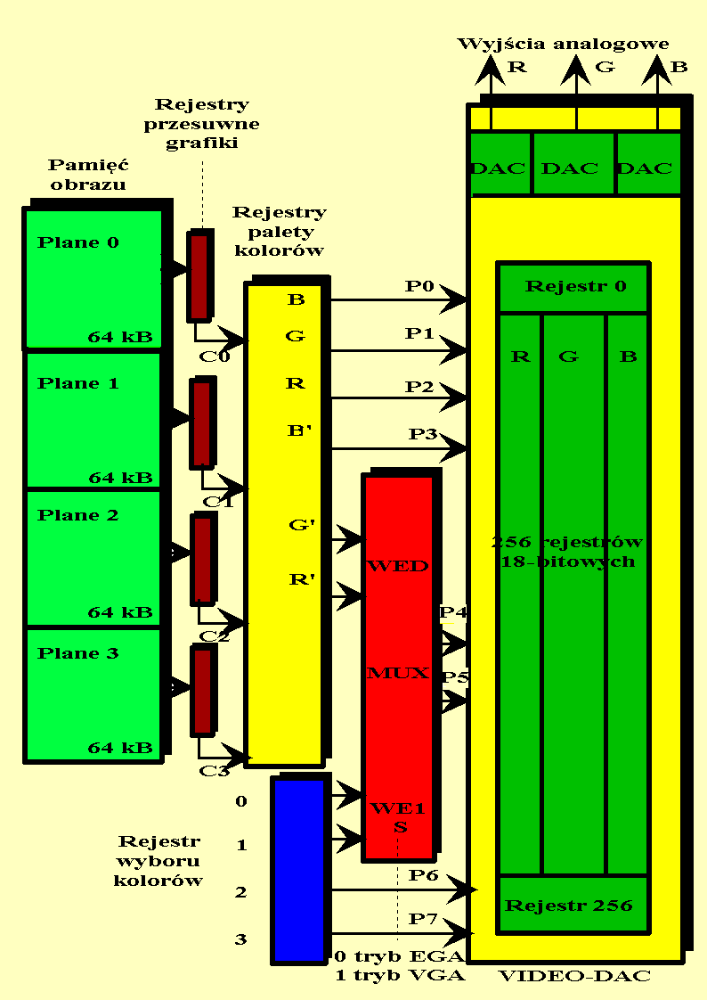 Wyjścia analogowe
R G B
Rejestry
przesuwne
grafiki
DAC DAC DAC
Pamięć
obrazu
Rejestry
palety
kolorów
Plane 0
64 kB
C0
Plane 1
64 kB
C1
Plane 2
64 kB
C2
Plane 3
64 kB
C3
B
G
R
B'
G'
R'
P0
P1
P2
P3
WED
MUX
WE1
S
P4
P5
Rejestr 0
R G B
256 rejestrów
18-bitowych
Rejestr 256
0
1
2
3
Rejestr
wyboru
kolorów
P6
P7
0 tryb EGA
1 tryb VGA
VIDEO-DAC